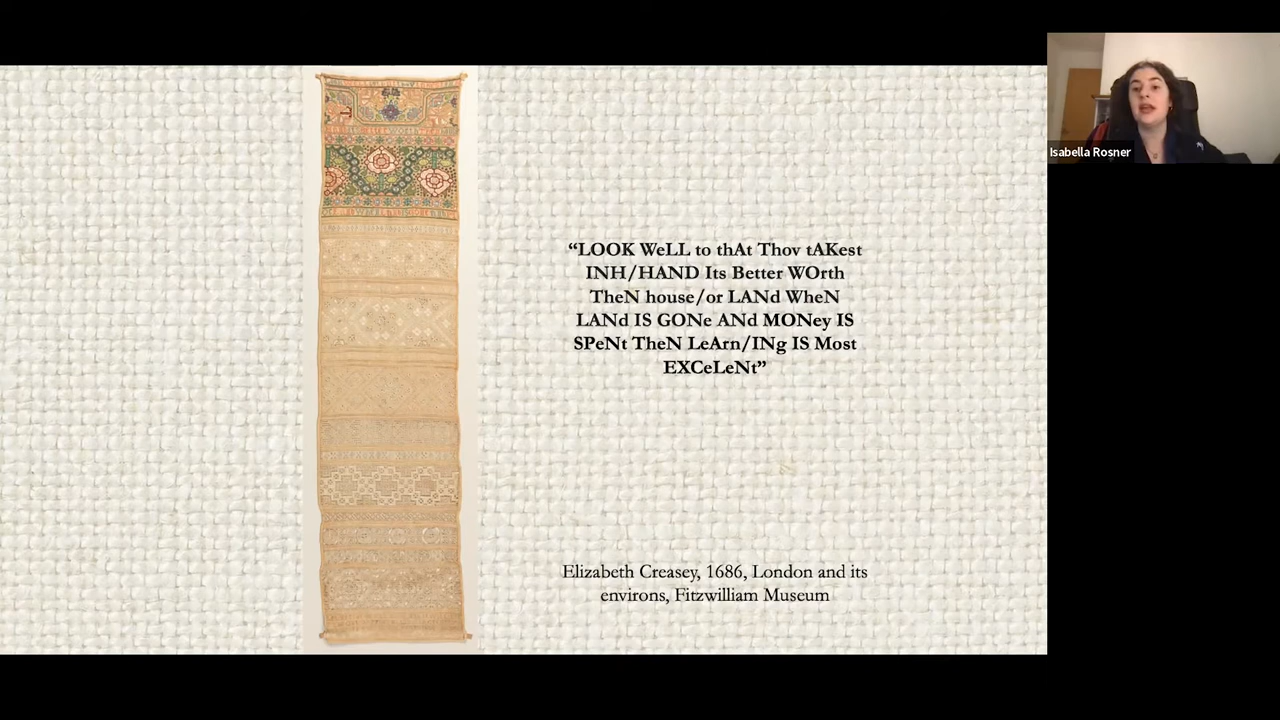 “LOOK WeLL to thAt Thov tAKest
INH/HAND Its Better WOrth
TheN house/or LANd WheN
LANd IS GONe ANd MONey IS
SPeNt TheN LeArn/INg IS Most
EXCeLeNt”
Elizabeth Creasey, 1686, London and its
environs, Fitzwilliam Museum
Isabella Rosner